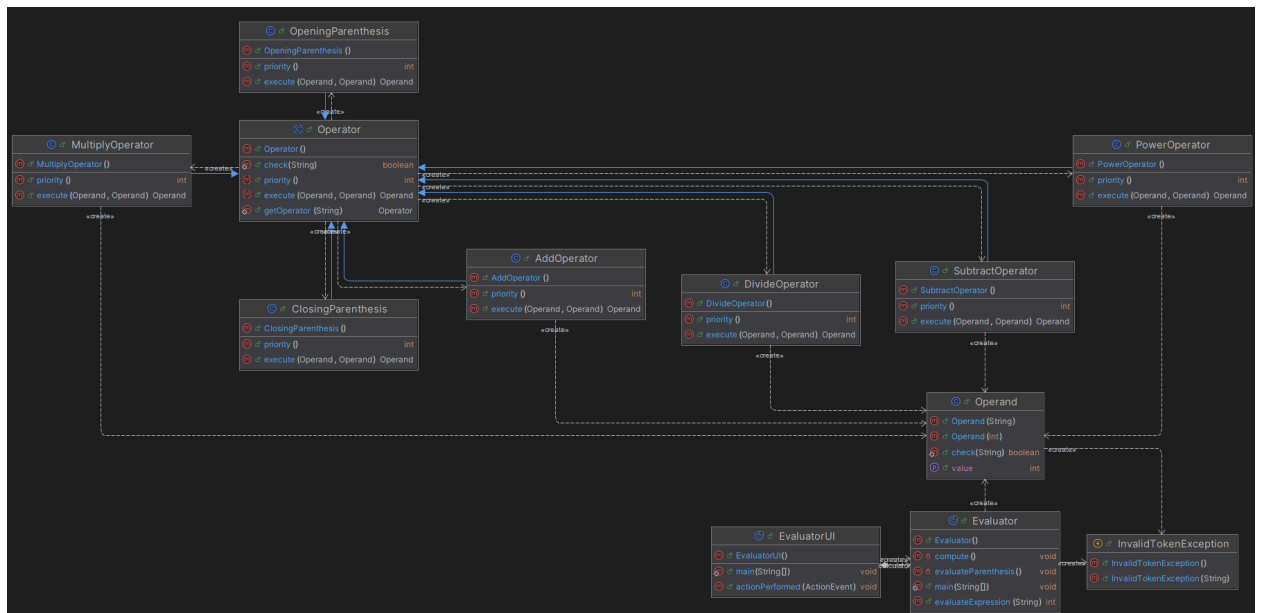 OpeningParenthesis
OpeningParenthesis()
priority() int
execute(Operand, Operand) Operand
«create»
Operator
Operator()
check(String) boolean
priority() int
execute(Operand, Operand) Operand
getOperator(String) Operator
MultiplyOperator
MultiplyOperator()
priority() int
execute(Operand, Operand) Operand
«create»
«create»
«create»
«create»
«create»
PowerOperator
PowerOperator()
priority() int
execute(Operand, Operand) Operand
«create»
«create»
AddOperator
AddOperator()
priority() int
execute(Operand, Operand) Operand
«create»
DivideOperator
DivideOperator()
priority() int
execute(Operand, Operand) Operand
«create»
SubtractOperator
SubtractOperator()
priority() int
execute(Operand, Operand) Operand
«create»
ClosingParenthesis
ClosingParenthesis()
priority() int
execute(Operand, Operand) Operand
Operand
Operand(String)
Operand(int)
check(String) boolean
value int
«create»
«create»
EvaluatorUI
EvaluatorUI()
main(String[]) void
actionPerformed(ActionEvent) void
«create»
Evaluator
Evaluator()
compute() void
evaluateParenthesis() void
main(String[]) void
evaluateExpression(String) int
«create»
InvalidTokenException
InvalidTokenException()
InvalidTokenException(String)